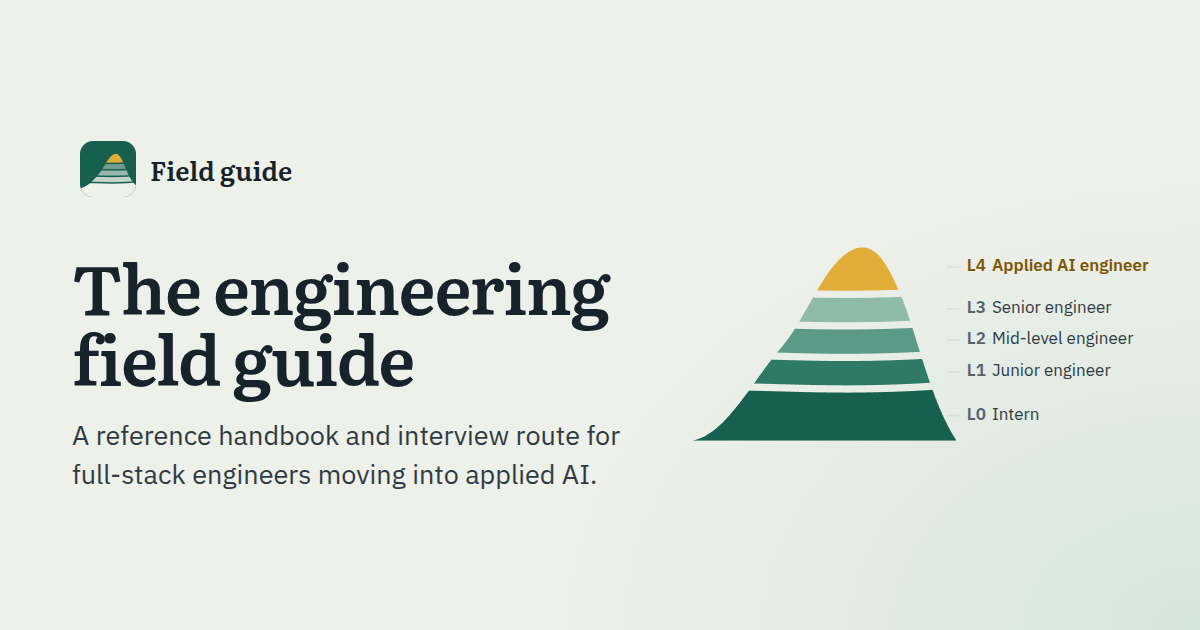 Field guide
The engineering
field guide
A reference handbook and interview route for
full-stack engineers moving into applied AI.
L4 Applied AI engineer
L3 Senior engineer
L2 Mid-level engineer
L1 Junior engineer
L0 Intern